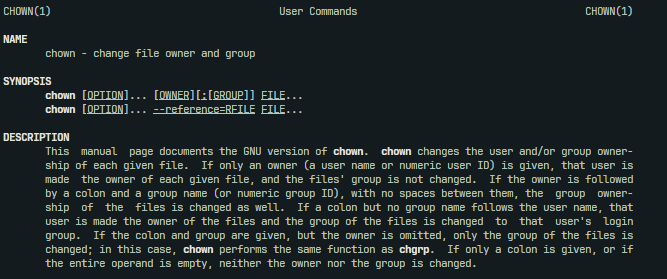 CHOWN(1) User Commands CHOWN(1)
NAME
chown - change file owner and group
SYNOPSIS
chown [OPTION]... [OWNER][:[GROUP]] FILE...
chown [OPTION]... --reference=RFILE FILE...
DESCRIPTION
This manual page documents the GNU version of chown. chown changes the user and/or group owner-
ship of each given file. If only an owner (a user name or numeric user ID) is given, that user is
made the owner of each given file, and the files' group is not changed. If the owner is followed
by a colon and a group name (or numeric group ID), with no spaces between them, the group owner-
ship of the files is changed as well. If a colon but no group name follows the user name, that
user is made the owner of the files and the group of the files is changed to that user's login
group. If the colon and group are given, but the owner is omitted, only the group of the files is
changed; in this case, chown performs the same function as chgrp. If only a colon is given, or if
the entire operand is empty, neither the owner nor the group is changed.